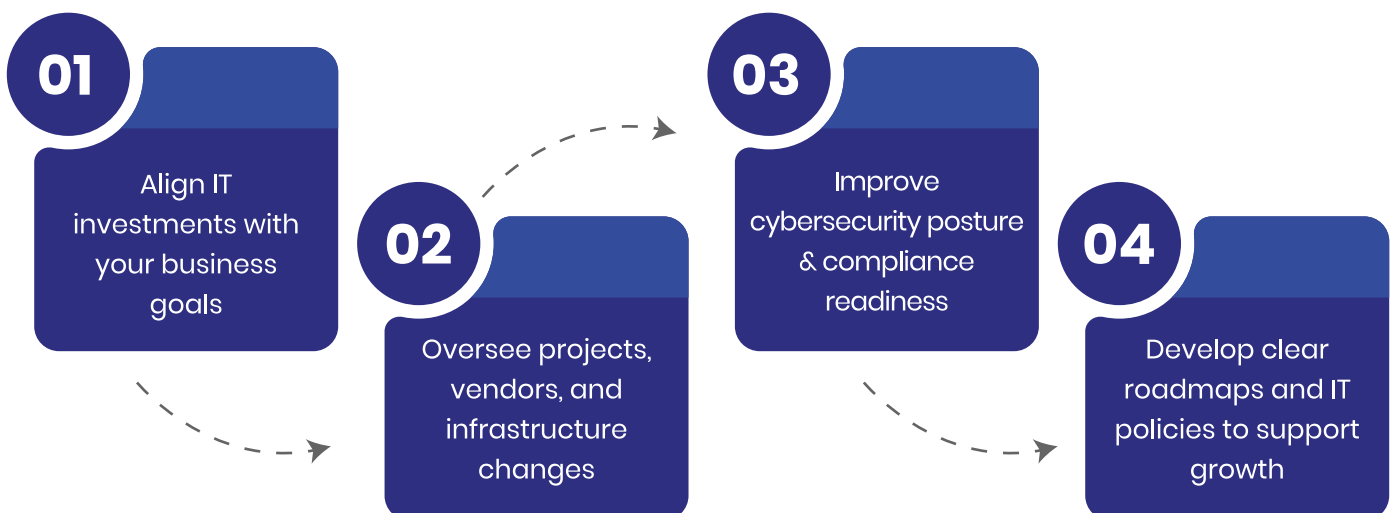 01
Align IT
investments with
your business
goals
02
Oversee projects,
vendors, and
infrastructure
changes
03
Improve
cybersecurity posture
& compliance
readiness
04
Develop clear
roadmaps and IT
policies to support
growth